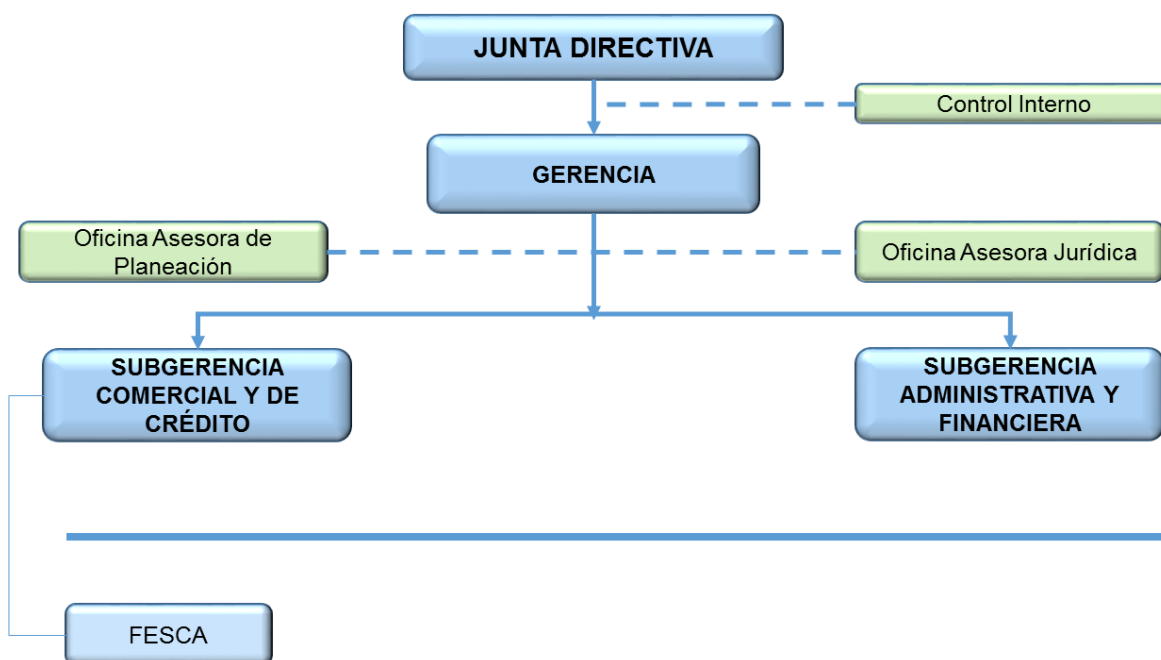 JUNTA DIRECTIVA
Control Interno
GERENCIA
Oficina Asesora de
Planeación
Oficina Asesora Jurídica
SUBGERENCIA
COMERCIAL Y DE
CRÉDITO
SUBGERENCIA
ADMINISTRATIVA Y
FINANCIERA
FESCA